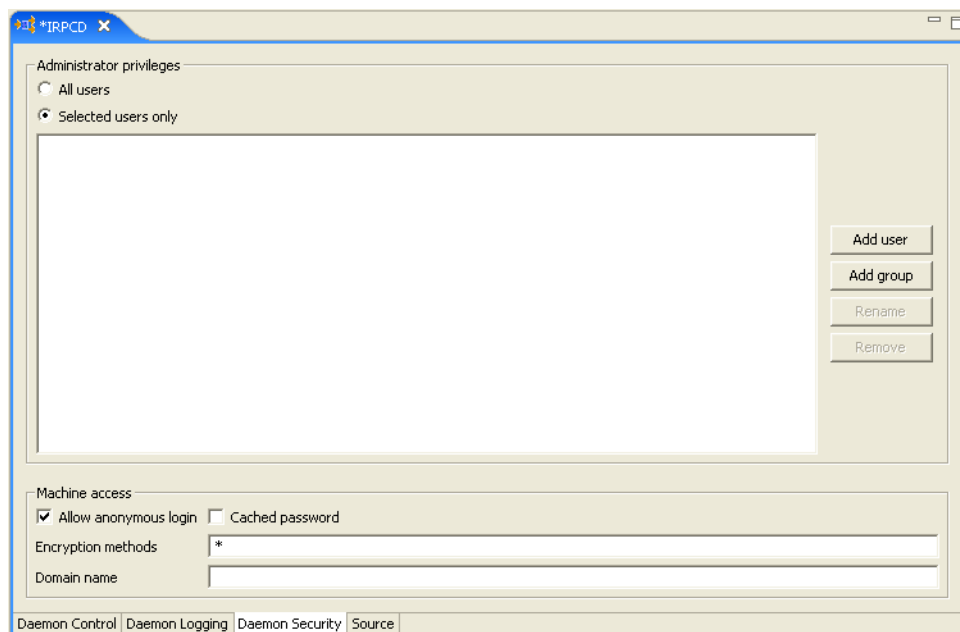 *IRPCD
Administrator privileges
All users
Selected users only
Add user
Add group
Rename
Remove
Machine access
Allow anonymous login Cached password
Encryption methods *
Domain name
Daemon Control Daemon Logging Daemon Security Source